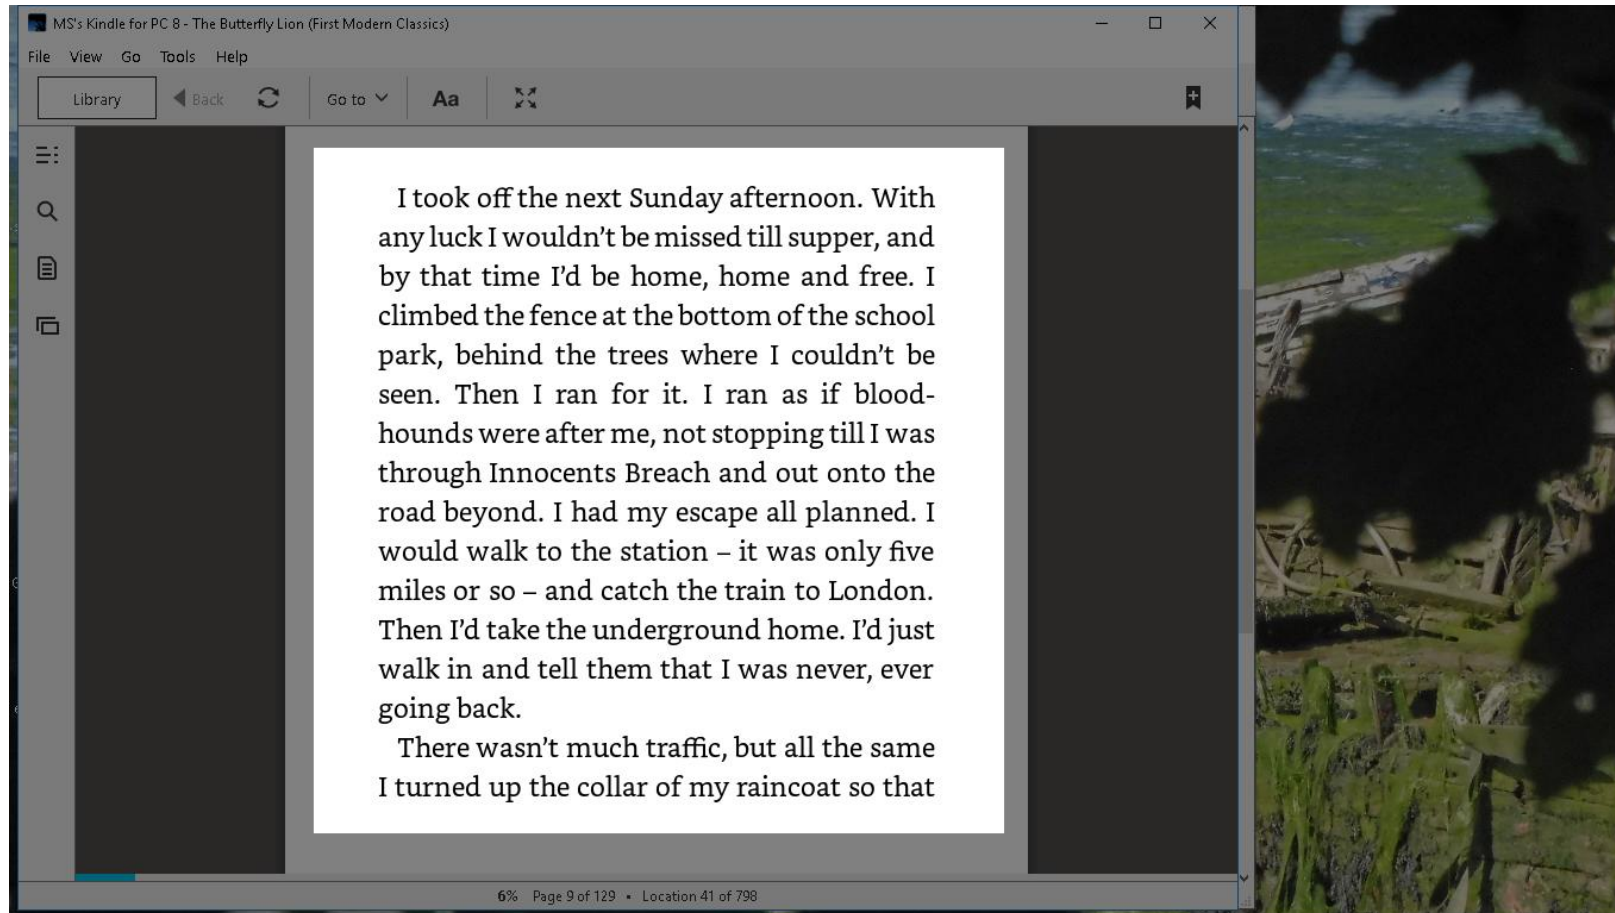 MS's Kindle for PC 8 - The Butterfly Lion (First Modern Classics)
File View Go Tools Help
Library Back Go to Aa
I took off the next Sunday afternoon. With
any luck I wouldn't be missed till supper, and
by that time I'd be home, home and free. I
climbed the fence at the bottom of the school
park, behind the trees where I couldn't be
seen. Then I ran for it. I ran as if blood-
hounds were after me, not stopping till I was
through Innocents Breach and out onto the
road beyond. I had my escape all planned. I
would walk to the station – it was only five
miles or so – and catch the train to London.
Then I'd take the underground home. I'd just
walk in and tell them that I was never, ever
going back.
There wasn't much traffic, but all the same
I turned up the collar of my raincoat so that
6% Page 9 of 129 • Location 41 of 798